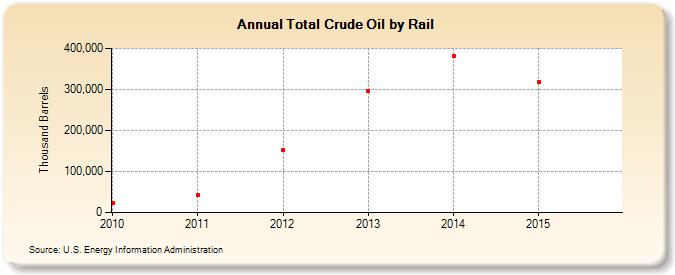 Annual Total Crude Oil by Rail
Thousand Barrels
400,000
300,000
200,000
100,000
0
2010 2011 2012 2013 2014 2015
Source: U.S. Energy Information Administration